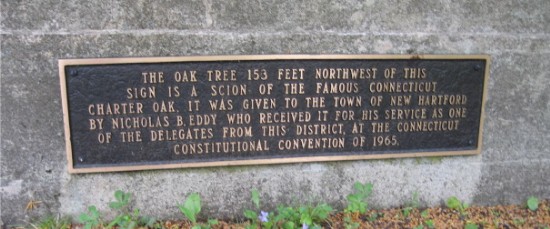 THE OAK TREE 153 FEET NORTHWEST OF THIS
SIGN IS A SCION OF THE FAMOUS CONNECTICUT
CHARTER OAK. IT WAS GIVEN TO THE TOWN OF NEW HARTFORD
BY NICHOLAS B. EDDY, WHO RECEIVED IT FOR HIS SERVICE AS ONE
OF THE DELEGATES FROM THIS DISTRICT, AT THE CONNECTICUT
CONSTITUTIONAL CONVENTION OF 1965.